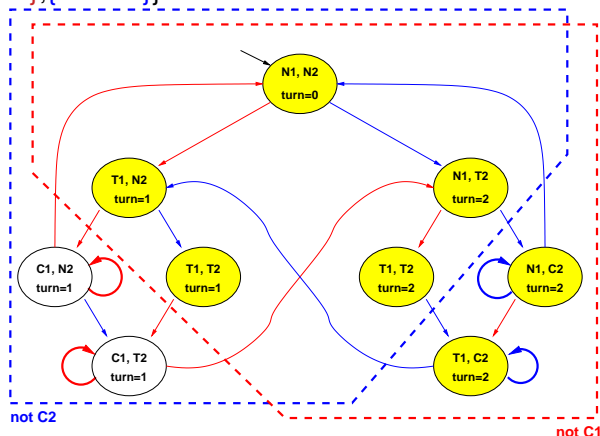 N1, N2
turn=0
T1, N2
turn=1
N1, T2
turn=2
C1, N2
turn=1
T1, T2
turn=1
T1, T2
turn=2
N1, C2
turn=2
C1, T2
turn=1
T1, C2
turn=2
not C2
not C1